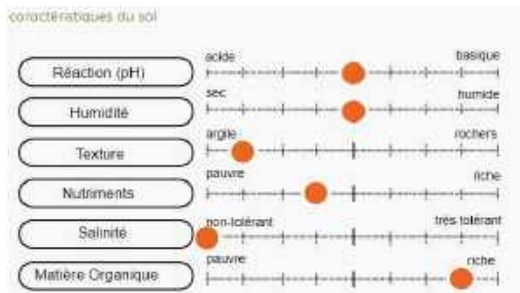 caractéristiques du sol
acide basique
Réaction (pH)
sec humide
Humidité
argile rochers
Texture
pauvre riche
Nutriments
non-tolérant très tolérant
Salinité
pauvre riche
Matière Organique